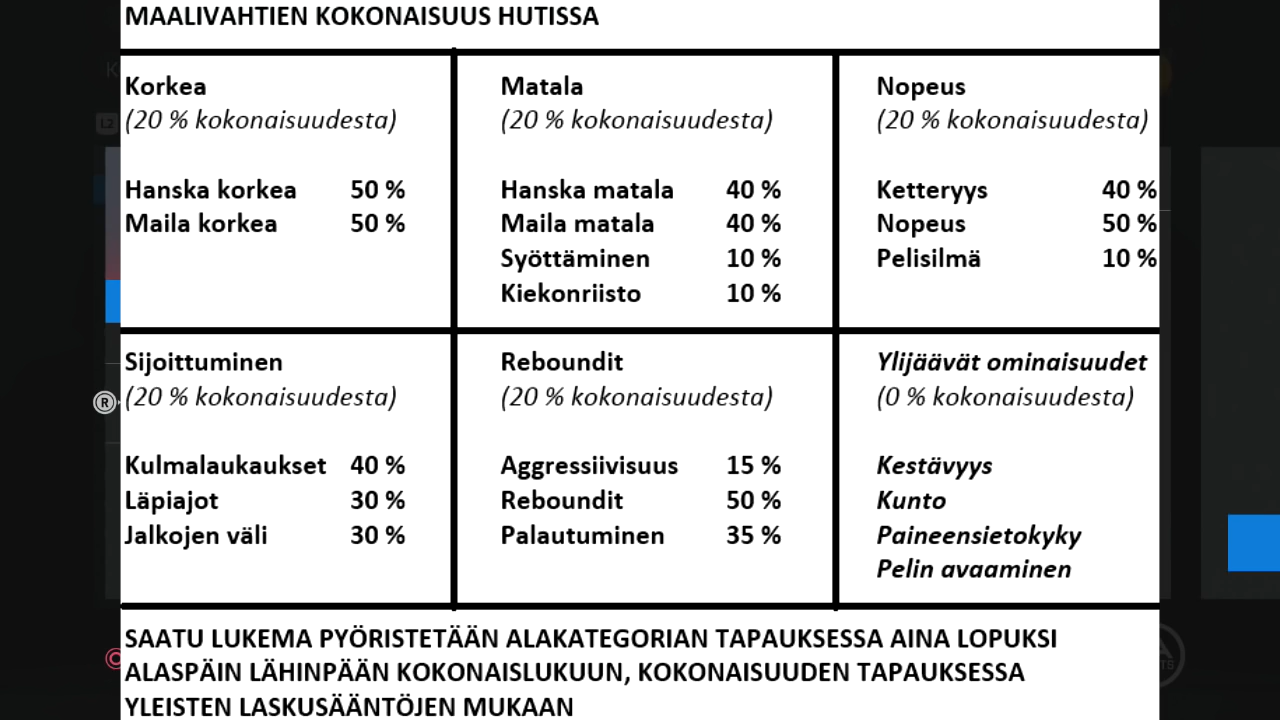 MAALIVAHTIEN KOKONAISUUS HUTISSA
Korkea
(20 % kokonaisuudesta)
Hanska korkea 50 %
Maila korkea 50 %
Matala
(20 % kokonaisuudesta)
Hanska matala 40 %
Maila matala 40 %
Syöttäminen 10 %
Kiekonriisto 10 %
Nopeus
(20 % kokonaisuudesta)
Ketteryys 40 %
Nopeus 50 %
Pelisilmä 10 %
Sijoittuminen
(20 % kokonaisuudesta)
Kulmalaukaukset 40 %
Läpiajot 30 %
Jalkojen väli 30 %
Reboundit
(20 % kokonaisuudesta)
Aggressiivisuus 15 %
Reboundit 50 %
Palautuminen 35 %
Ylijäävät ominaisuudet
(0 % kokonaisuudesta)
Kestävyys
Kunto
Paineensietokyky
Pelin avaaminen
SAATU LUKEMA PYÖRISTETÄÄN ALAKATEGORIAN TAPAUKSESSA AINA LOPUKSI
ALASPÄIN LÄHINPÄÄN KOKONAISLUKUUN, KOKONAISUUDEN TAPAUKSESSA
YLEISTEN LASKUSÄÄNTÖJEN MUKAAN
L2
R